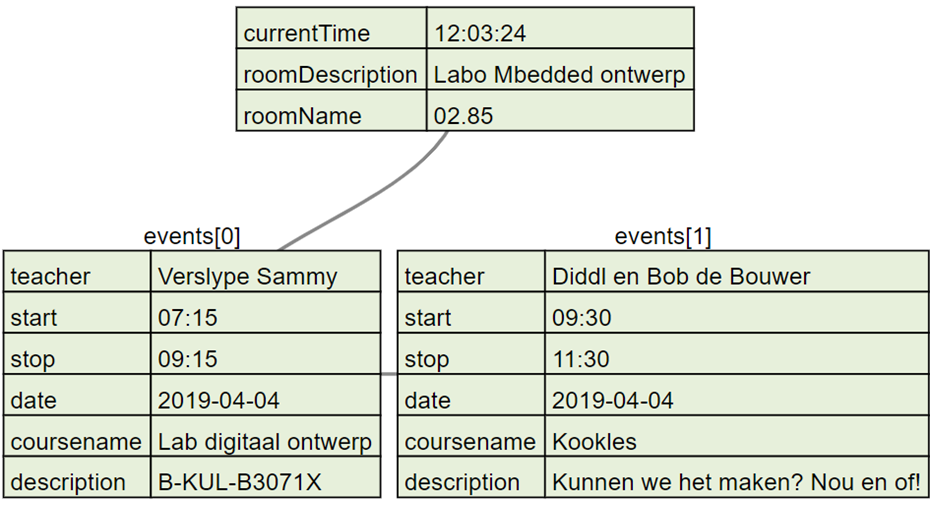 currentTime 12:03:24
roomDescription Labo Mbedded ontwerp
roomName 02.85
events[0]
teacher Verslype Sammy
start 07:15
stop 09:15
date 2019-04-04
coursename Lab digitaal ontwerp
description B-KUL-B3071X
events[1]
teacher Diddl en Bob de Bouwer
start 09:30
stop 11:30
date 2019-04-04
coursename Kookles
description Kunnen we het maken? Nou en of!